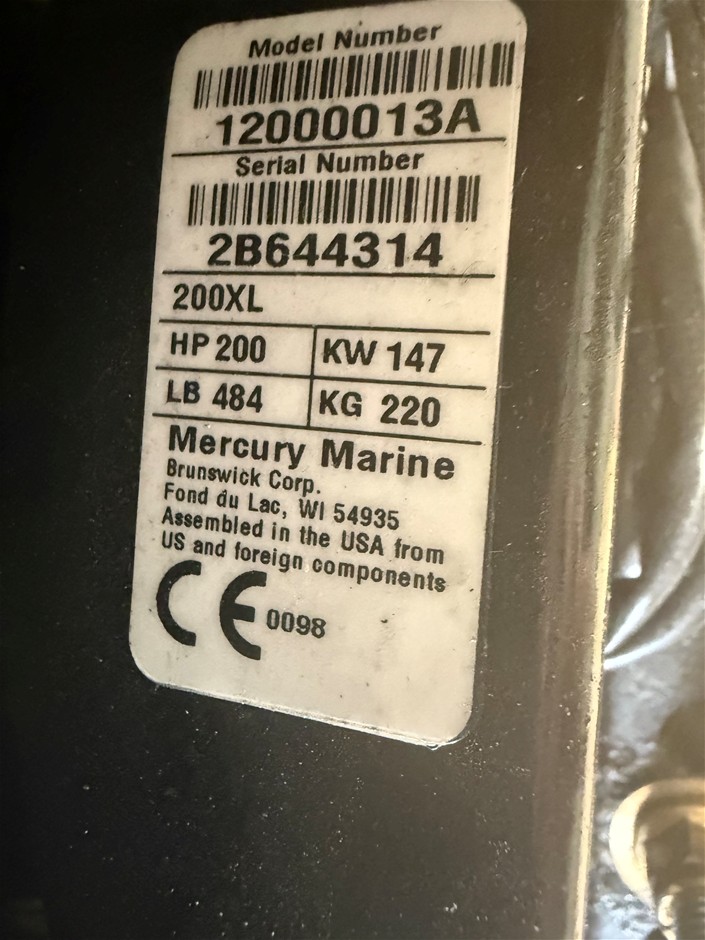 Model Number
12000013A
Serial Number
2B644314
200XL
HP 200 KW 147
LB 484 KG 220
Mercury Marine
Brunswick Corp.
Fond du Lac, WI 54935
Assembled in the USA from
US and foreign components
CE 0098